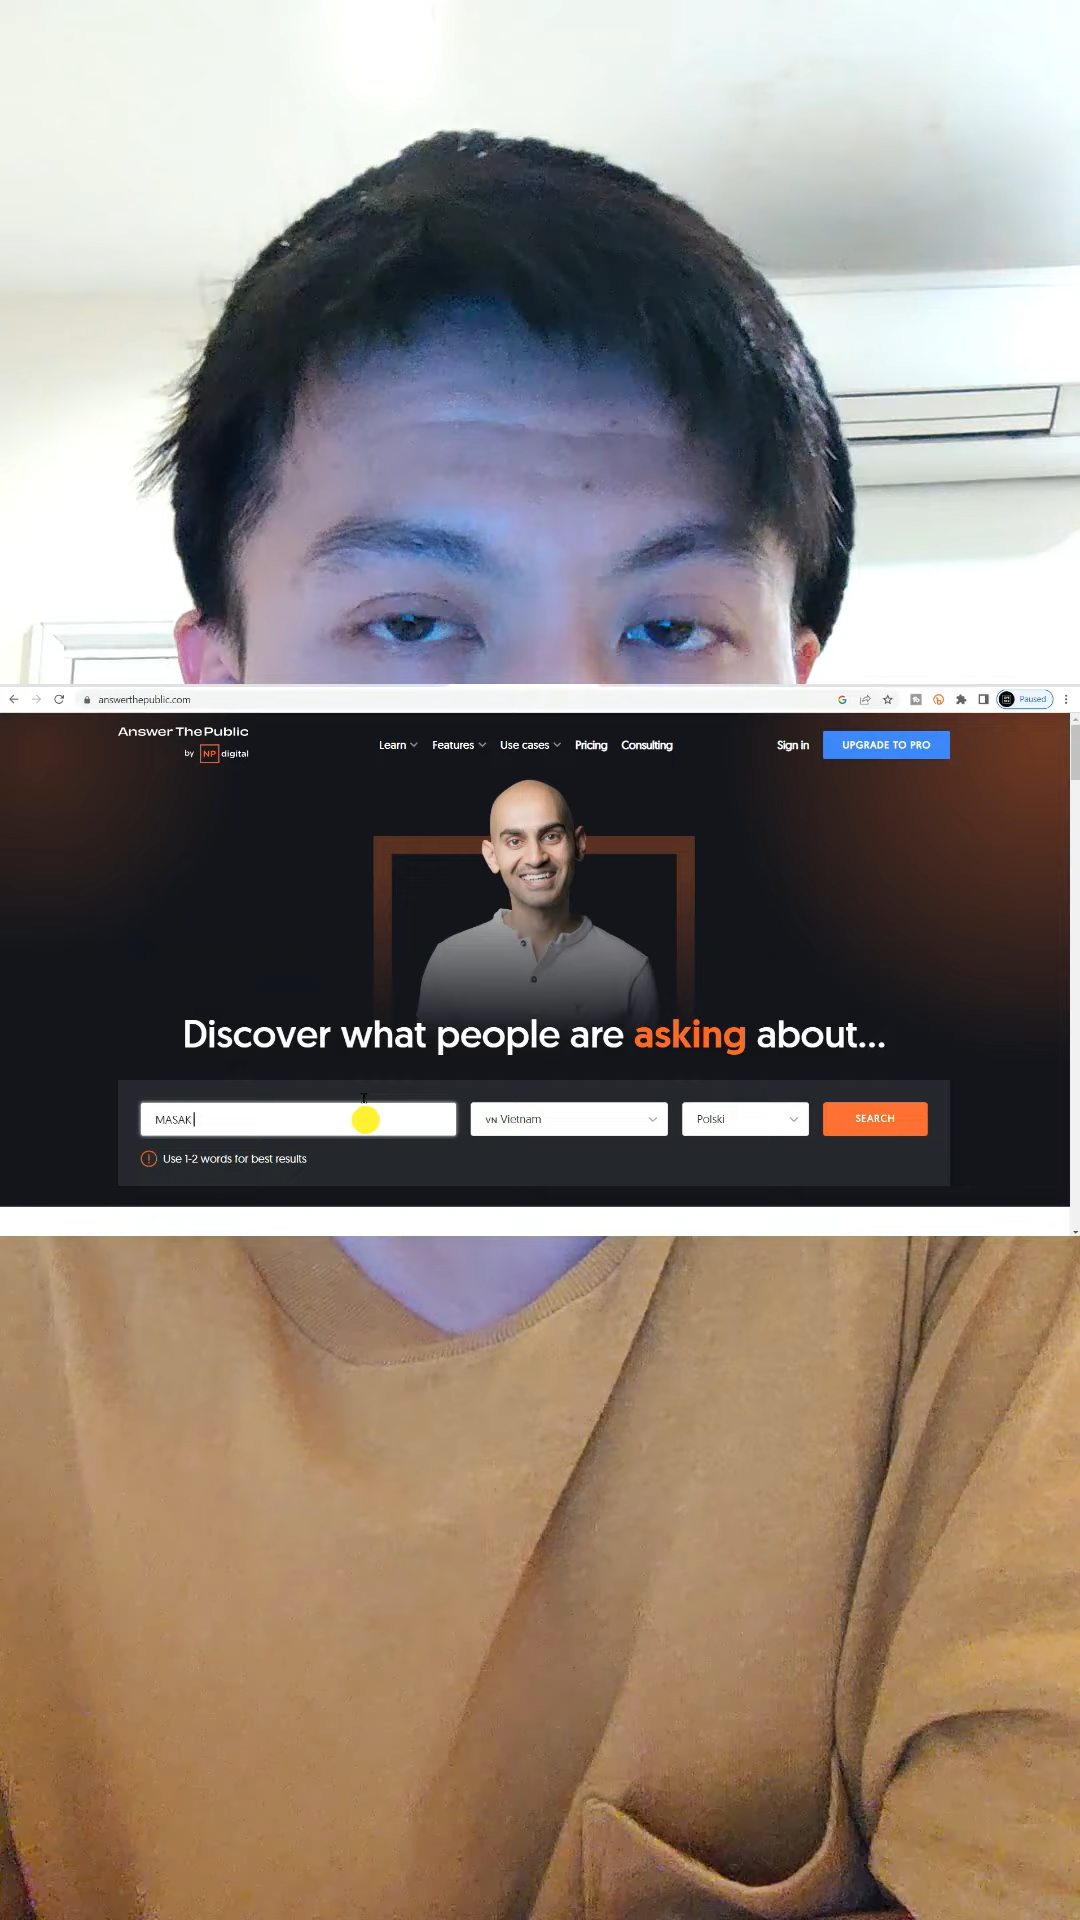 answerthepublic.com
Paused
Answer The Public
by NP digital
Learn
Features
Use cases
Pricing
Consulting
Sign in
UPGRADE TO PRO
Discover what people are asking about...
MASAK
VN Vietnam
Polski
SEARCH
Use 1-2 words for best results